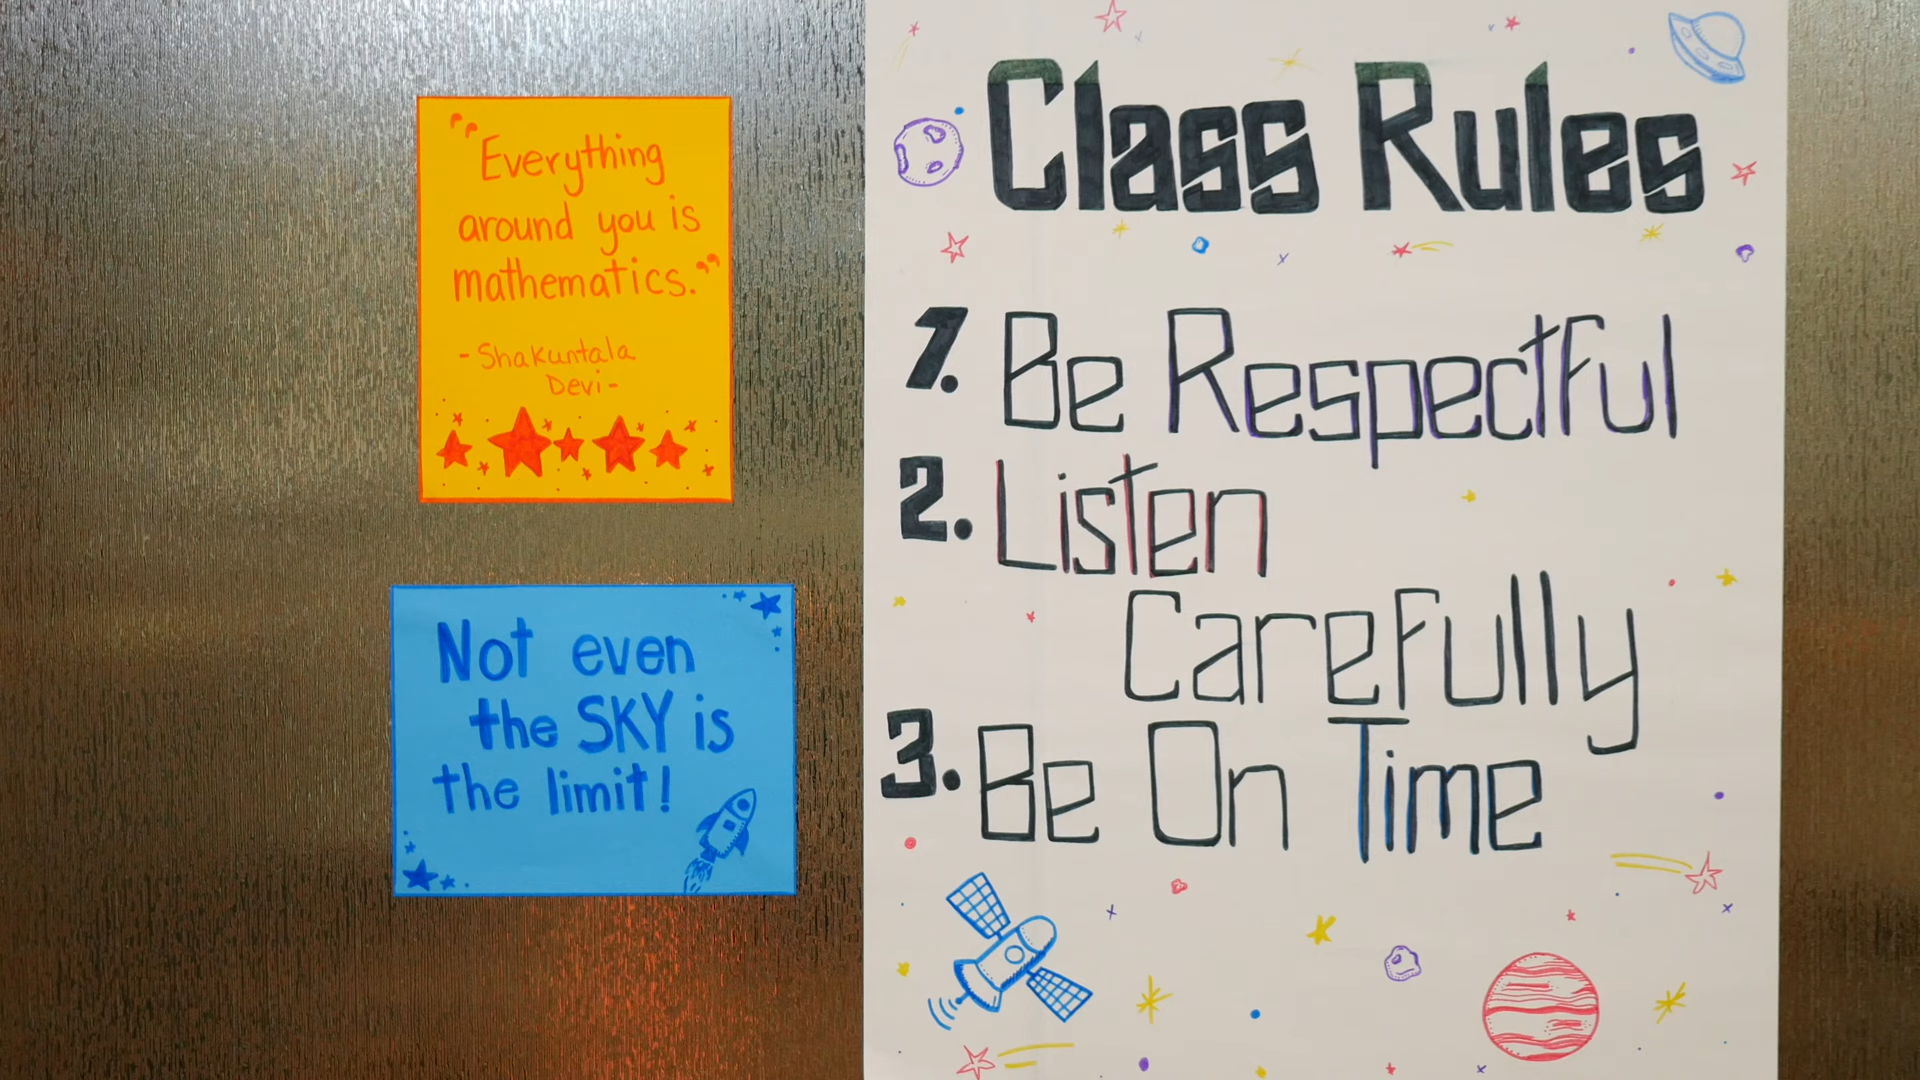 “Everything
around you is
mathematics.”
- Shakuntala
Devi -
Not even
the SKY is
the limit!
Class Rules
1. Be Respectful
2. Listen
Carefully
3. Be On Time